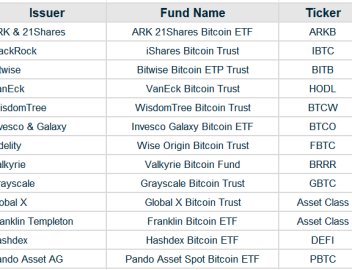 Issuer Fund Name Ticker
RK & 21Shares ARK 21Shares Bitcoin ETF ARKB
ackRock iShares Bitcoin Trust IBTC
twise Bitwise Bitcoin ETP Trust BITB
anEck VanEck Bitcoin Trust HODL
isdomTree WisdomTree Bitcoin Trust BTCW
vesco & Galaxy Invesco Galaxy Bitcoin ETF BTCO
delity Wise Origin Bitcoin Trust FBTC
alkyrie Valkyrie Bitcoin Fund BRRR
rayscale Grayscale Bitcoin Trust GBTC
obal X Global X Bitcoin Trust Asset Class
anklin Templeton Franklin Bitcoin ETF Asset Class
ashdex Hashdex Bitcoin ETF DEFI
ando Asset AG Pando Asset Spot Bitcoin ETF PBTC